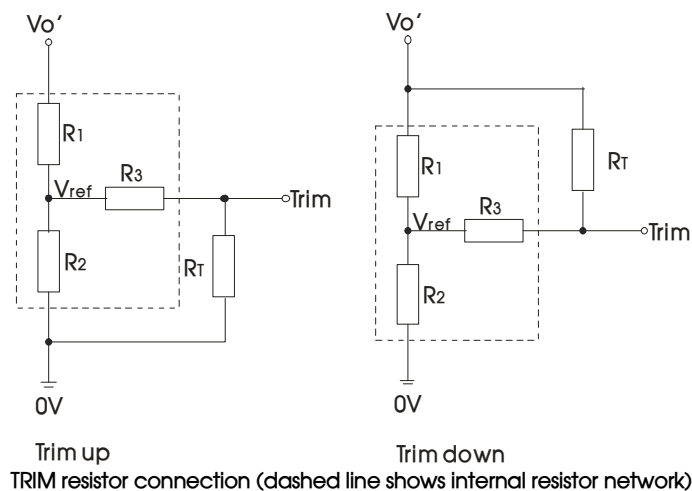 Vo' Vo'
R1 R1
R3 RT
Vref Trim Vref R3 Trim
R2 RT R2
0V 0V
Trim up Trim down
TRIM resistor connection (dashed line shows internal resistor network)